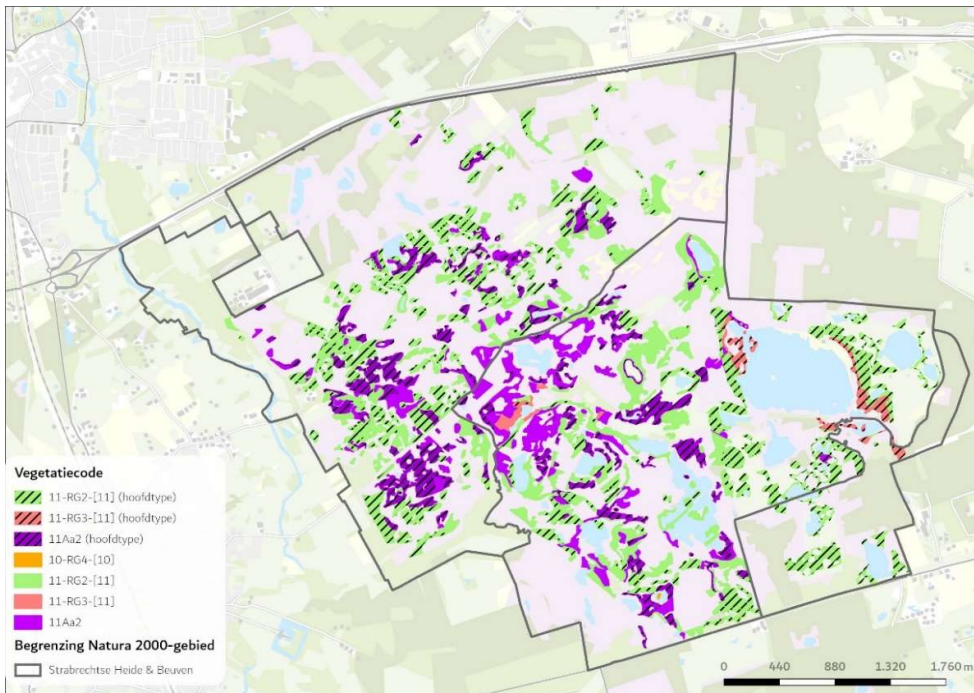 Vegetatiecode
11-RG2-[11] (hoofdtype)
11-RG3-[11] (hoofdtype)
11Aa2 (hoofdtype)
10-RG4-[10]
11-RG2-[11]
11-RG3-[11]
11Aa2
Begrenzing Natura 2000-gebied
Strabrechtse Heide & Beuven
0 440 880 1.320 1.760 m